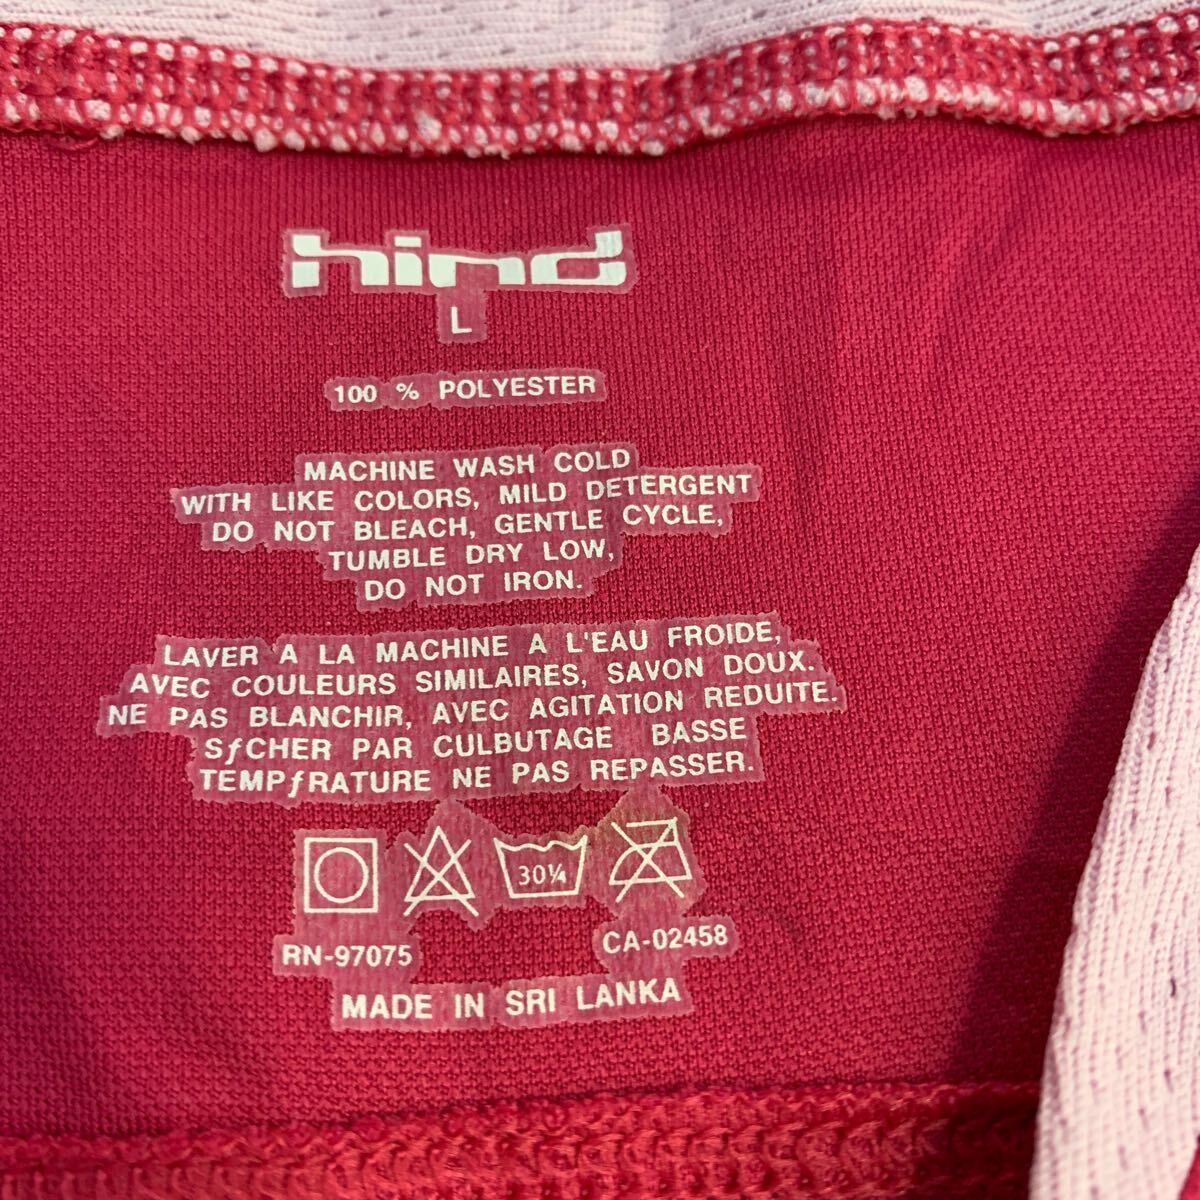 hind
L
100 % POLYESTER
MACHINE WASH COLD
WITH LIKE COLORS, MILD DETERGENT
DO NOT BLEACH, GENTLE CYCLE,
TUMBLE DRY LOW,
DO NOT IRON.
LAVER A LA MACHINE A L'EAU FROIDE,
AVEC COULEURS SIMILAIRES, SAVON DOUX.
NE PAS BLANCHIR, AVEC AGITATION REDUITE.
SƒCHER PAR CULBUTAGE BASSE
TEMPƒRATURE NE PAS REPASSER.
30¼
RN-97075 CA-02458
MADE IN SRI LANKA